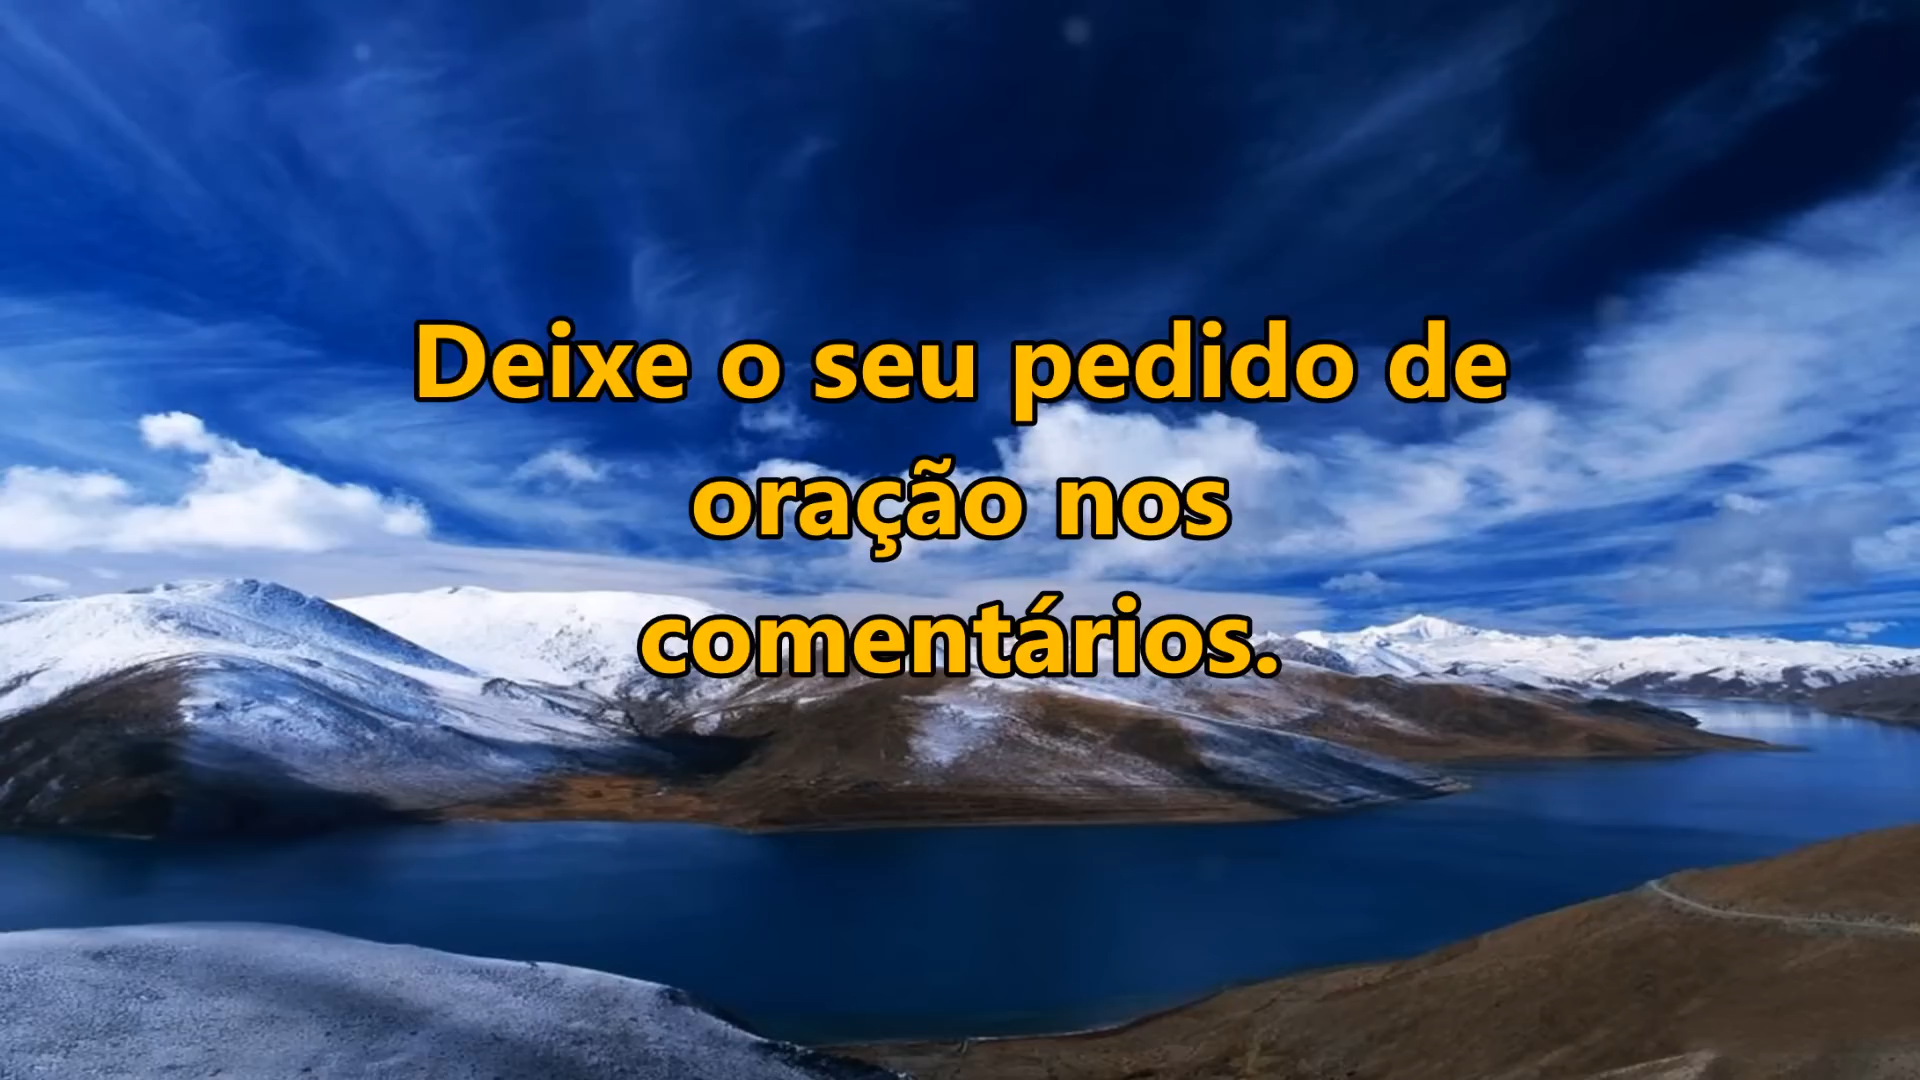 Deixe o seu pedido de
oração nos
comentários.